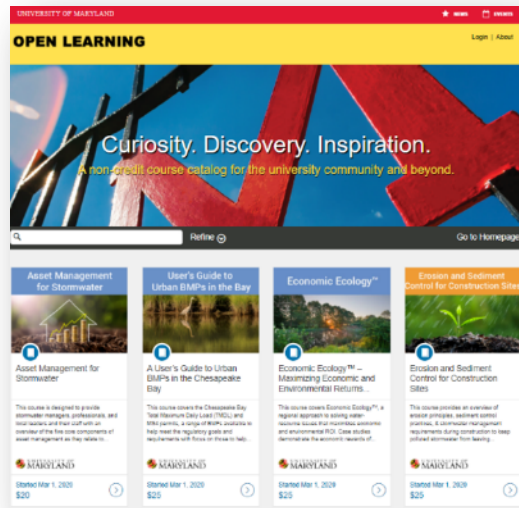 UNIVERSITY OF MARYLAND
NEWS
EVENTS
OPEN LEARNING
Login | About
Curiosity. Discovery. Inspiration.
A non-credit course catalog for the university community and beyond.
Refine
Go to Homepage
Asset Management
for Stormwater
Asset Management for
Stormwater
This course is designed to provide
stormwater managers, professionals, and
local leaders and their staff with an
overview of the five core components of
asset management as they relate to...
UNIVERSITY OF
MARYLAND
Started Mar 1, 2020
$20
User's Guide to
Urban BMPs in the Bay
A User's Guide to Urban
BMPs in the Chesapeake
Bay
This course covers the Chesapeake Bay
Total Maximum Daily Load (TMDL) and
MS4 permits, a range of BMPs available to
help meet the regulatory goals and
requirements with focus on those to help...
UNIVERSITY OF
MARYLAND
Started Mar 1, 2020
$25
Economic Ecology™
Economic Ecology™ –
Maximizing Economic and
Environmental Returns...
This course covers Economic Ecology™, a
regional approach to solving water-
resource issues that maximizes economic
and environmental ROI. Case studies
demonstrate the economic rewards of...
UNIVERSITY OF
MARYLAND
Started Mar 1, 2020
$25
Erosion and Sediment
Control for Construction Sites
Erosion and Sediment
Control for Construction
Sites
This course provides an overview of
erosion principles, sediment control
practices, & stormwater management
requirements during construction to keep
polluted stormwater from leaving...
UNIVERSITY OF
MARYLAND
Started Mar 1, 2020
$25